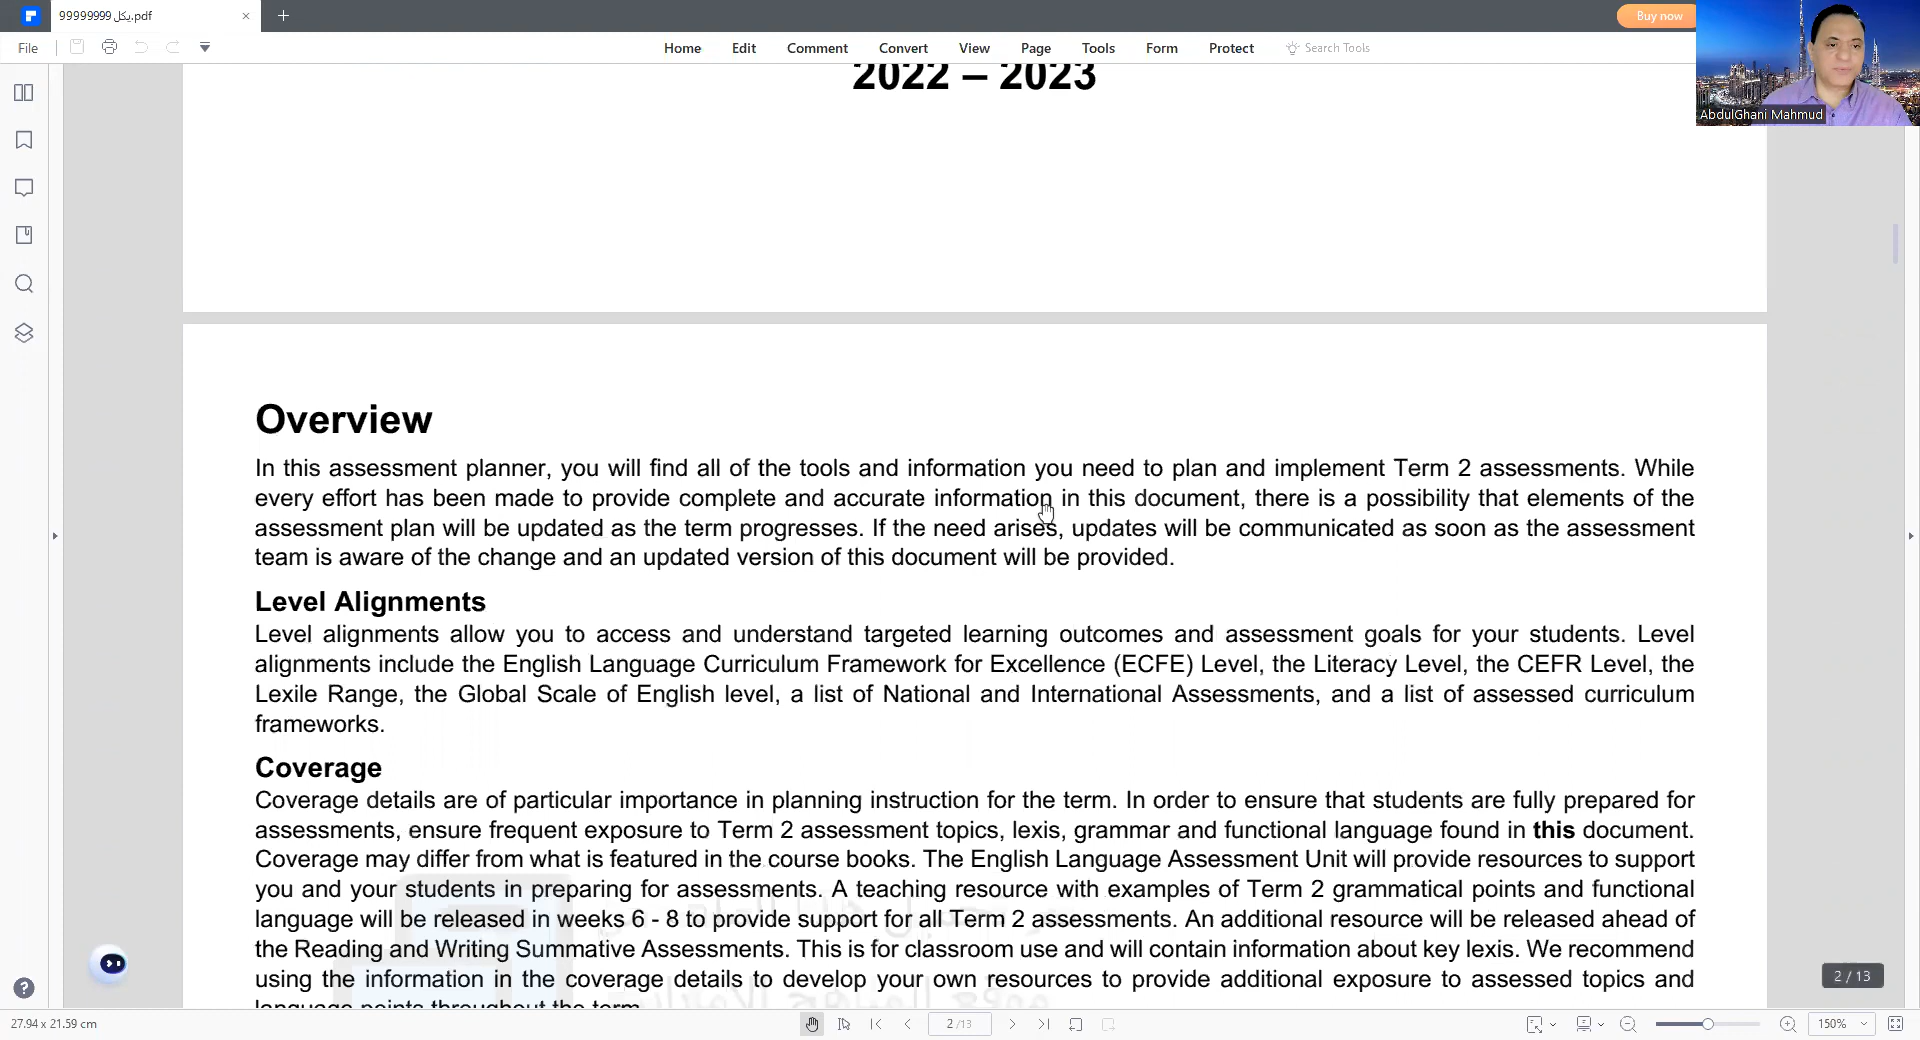 99999999يكل.pdf
Buy now
File
Home Edit Comment Convert View Page Tools Form Protect Search Tools
AbdulGhani Mahmud
2022 – 2023
Overview
In this assessment planner, you will find all of the tools and information you need to plan and implement Term 2 assessments. While
every effort has been made to provide complete and accurate information in this document, there is a possibility that elements of the
assessment plan will be updated as the term progresses. If the need arises, updates will be communicated as soon as the assessment
team is aware of the change and an updated version of this document will be provided.
Level Alignments
Level alignments allow you to access and understand targeted learning outcomes and assessment goals for your students. Level
alignments include the English Language Curriculum Framework for Excellence (ECFE) Level, the Literacy Level, the CEFR Level, the
Lexile Range, the Global Scale of English level, a list of National and International Assessments, and a list of assessed curriculum
frameworks.
Coverage
Coverage details are of particular importance in planning instruction for the term. In order to ensure that students are fully prepared for
assessments, ensure frequent exposure to Term 2 assessment topics, lexis, grammar and functional language found in this document.
Coverage may differ from what is featured in the course books. The English Language Assessment Unit will provide resources to support
you and your students in preparing for assessments. A teaching resource with examples of Term 2 grammatical points and functional
language will be released in weeks 6 - 8 to provide support for all Term 2 assessments. An additional resource will be released ahead of
the Reading and Writing Summative Assessments. This is for classroom use and will contain information about key lexis. We recommend
using the information in the coverage details to develop your own resources to provide additional exposure to assessed topics and
language points throughout the term.
2 / 13
27.94 x 21.59 cm
2 /13
150%